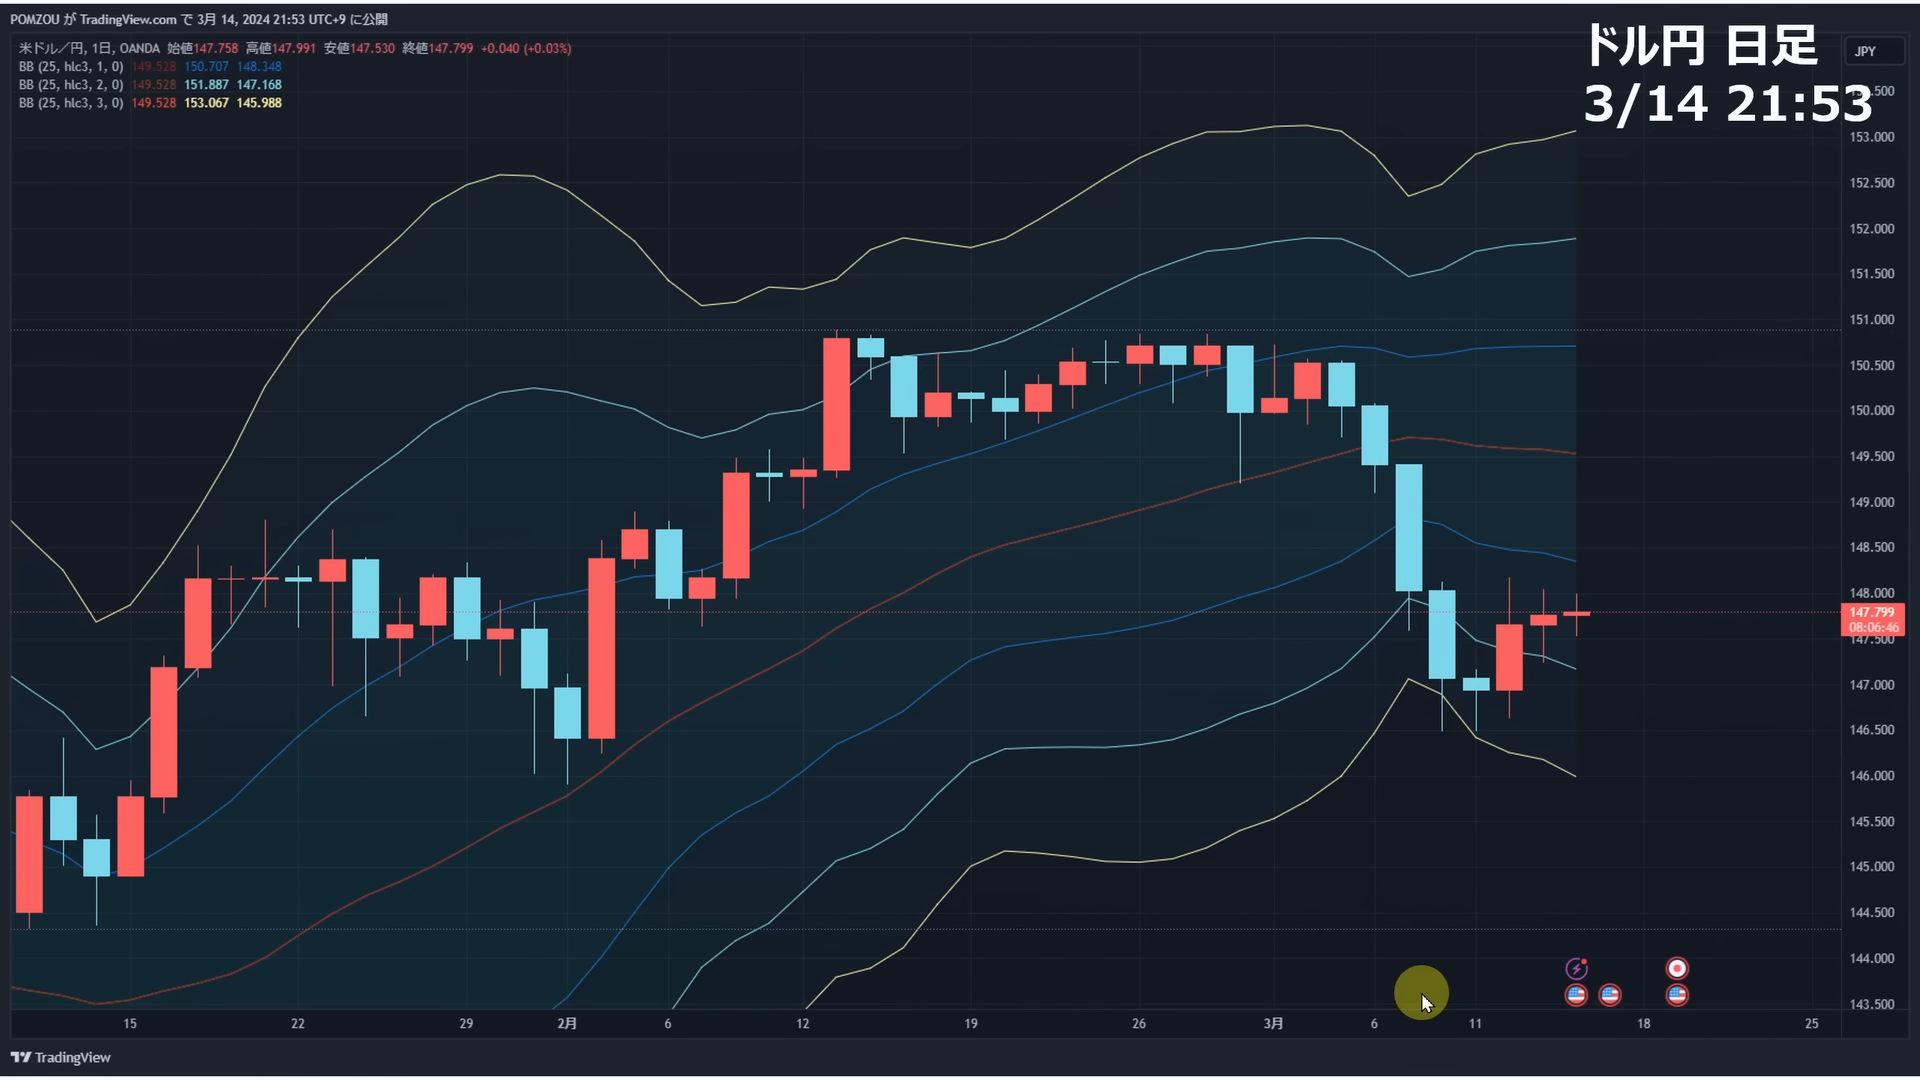 POMZOU が TradingView.com で 3月 14, 2024 21:53 UTC+9 に公開
米ドル／円, 1日, OANDA 始値147.758 高値147.991 安値147.530 終値147.799 +0.040 (+0.03%)
BB (25, hlc3, 1, 0) 149.528 150.707 148.348
BB (25, hlc3, 2, 0) 149.528 151.887 147.168
BB (25, hlc3, 3, 0) 149.528 153.067 145.988
ドル円 日足
3/14 21:53
JPY
153.000
152.500
152.000
151.500
151.000
150.500
150.000
149.500
149.000
148.500
148.000
147.799
08:06:46
147.500
147.000
146.500
146.000
145.500
145.000
144.500
144.000
143.500
15 22 29 2月 6 12 19 26 3月 6 11 18 25
TradingView